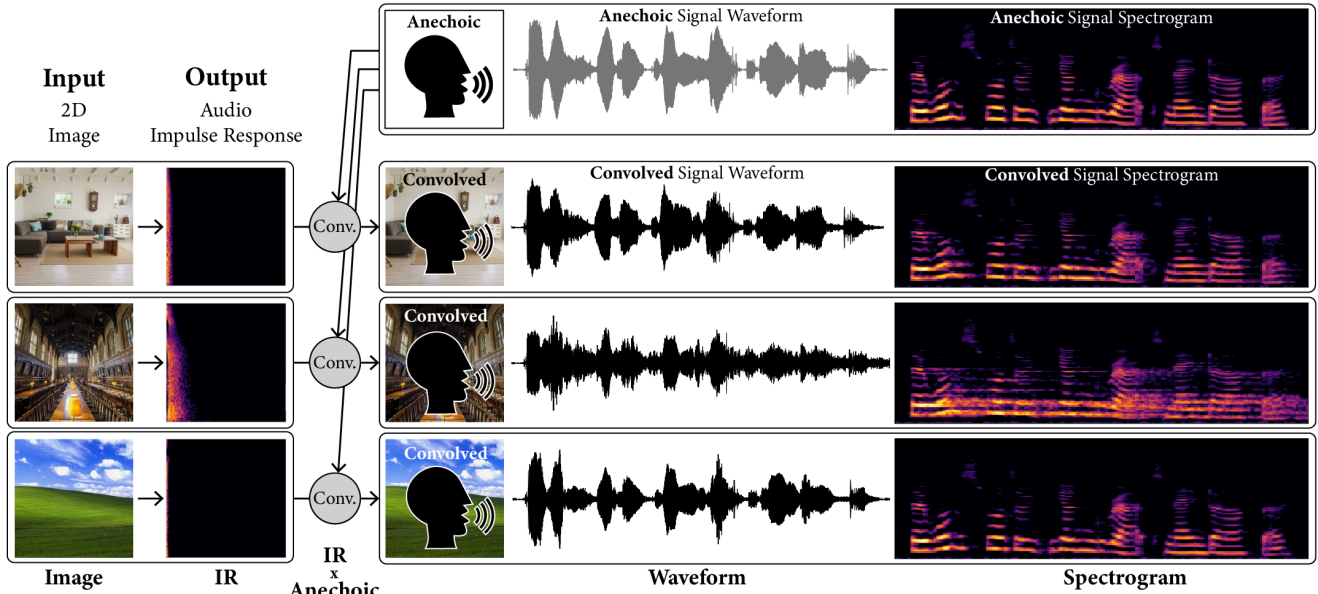 Anechoic
Anechoic Signal Waveform
Anechoic Signal Spectrogram
Input
2D
Image
Output
Audio
Impulse Response
Conv.
Convolved
Convolved Signal Waveform
Convolved Signal Spectrogram
Conv.
Convolved
Conv.
Convolved
Image
IR
IR
x
Anechoic
Waveform
Spectrogram